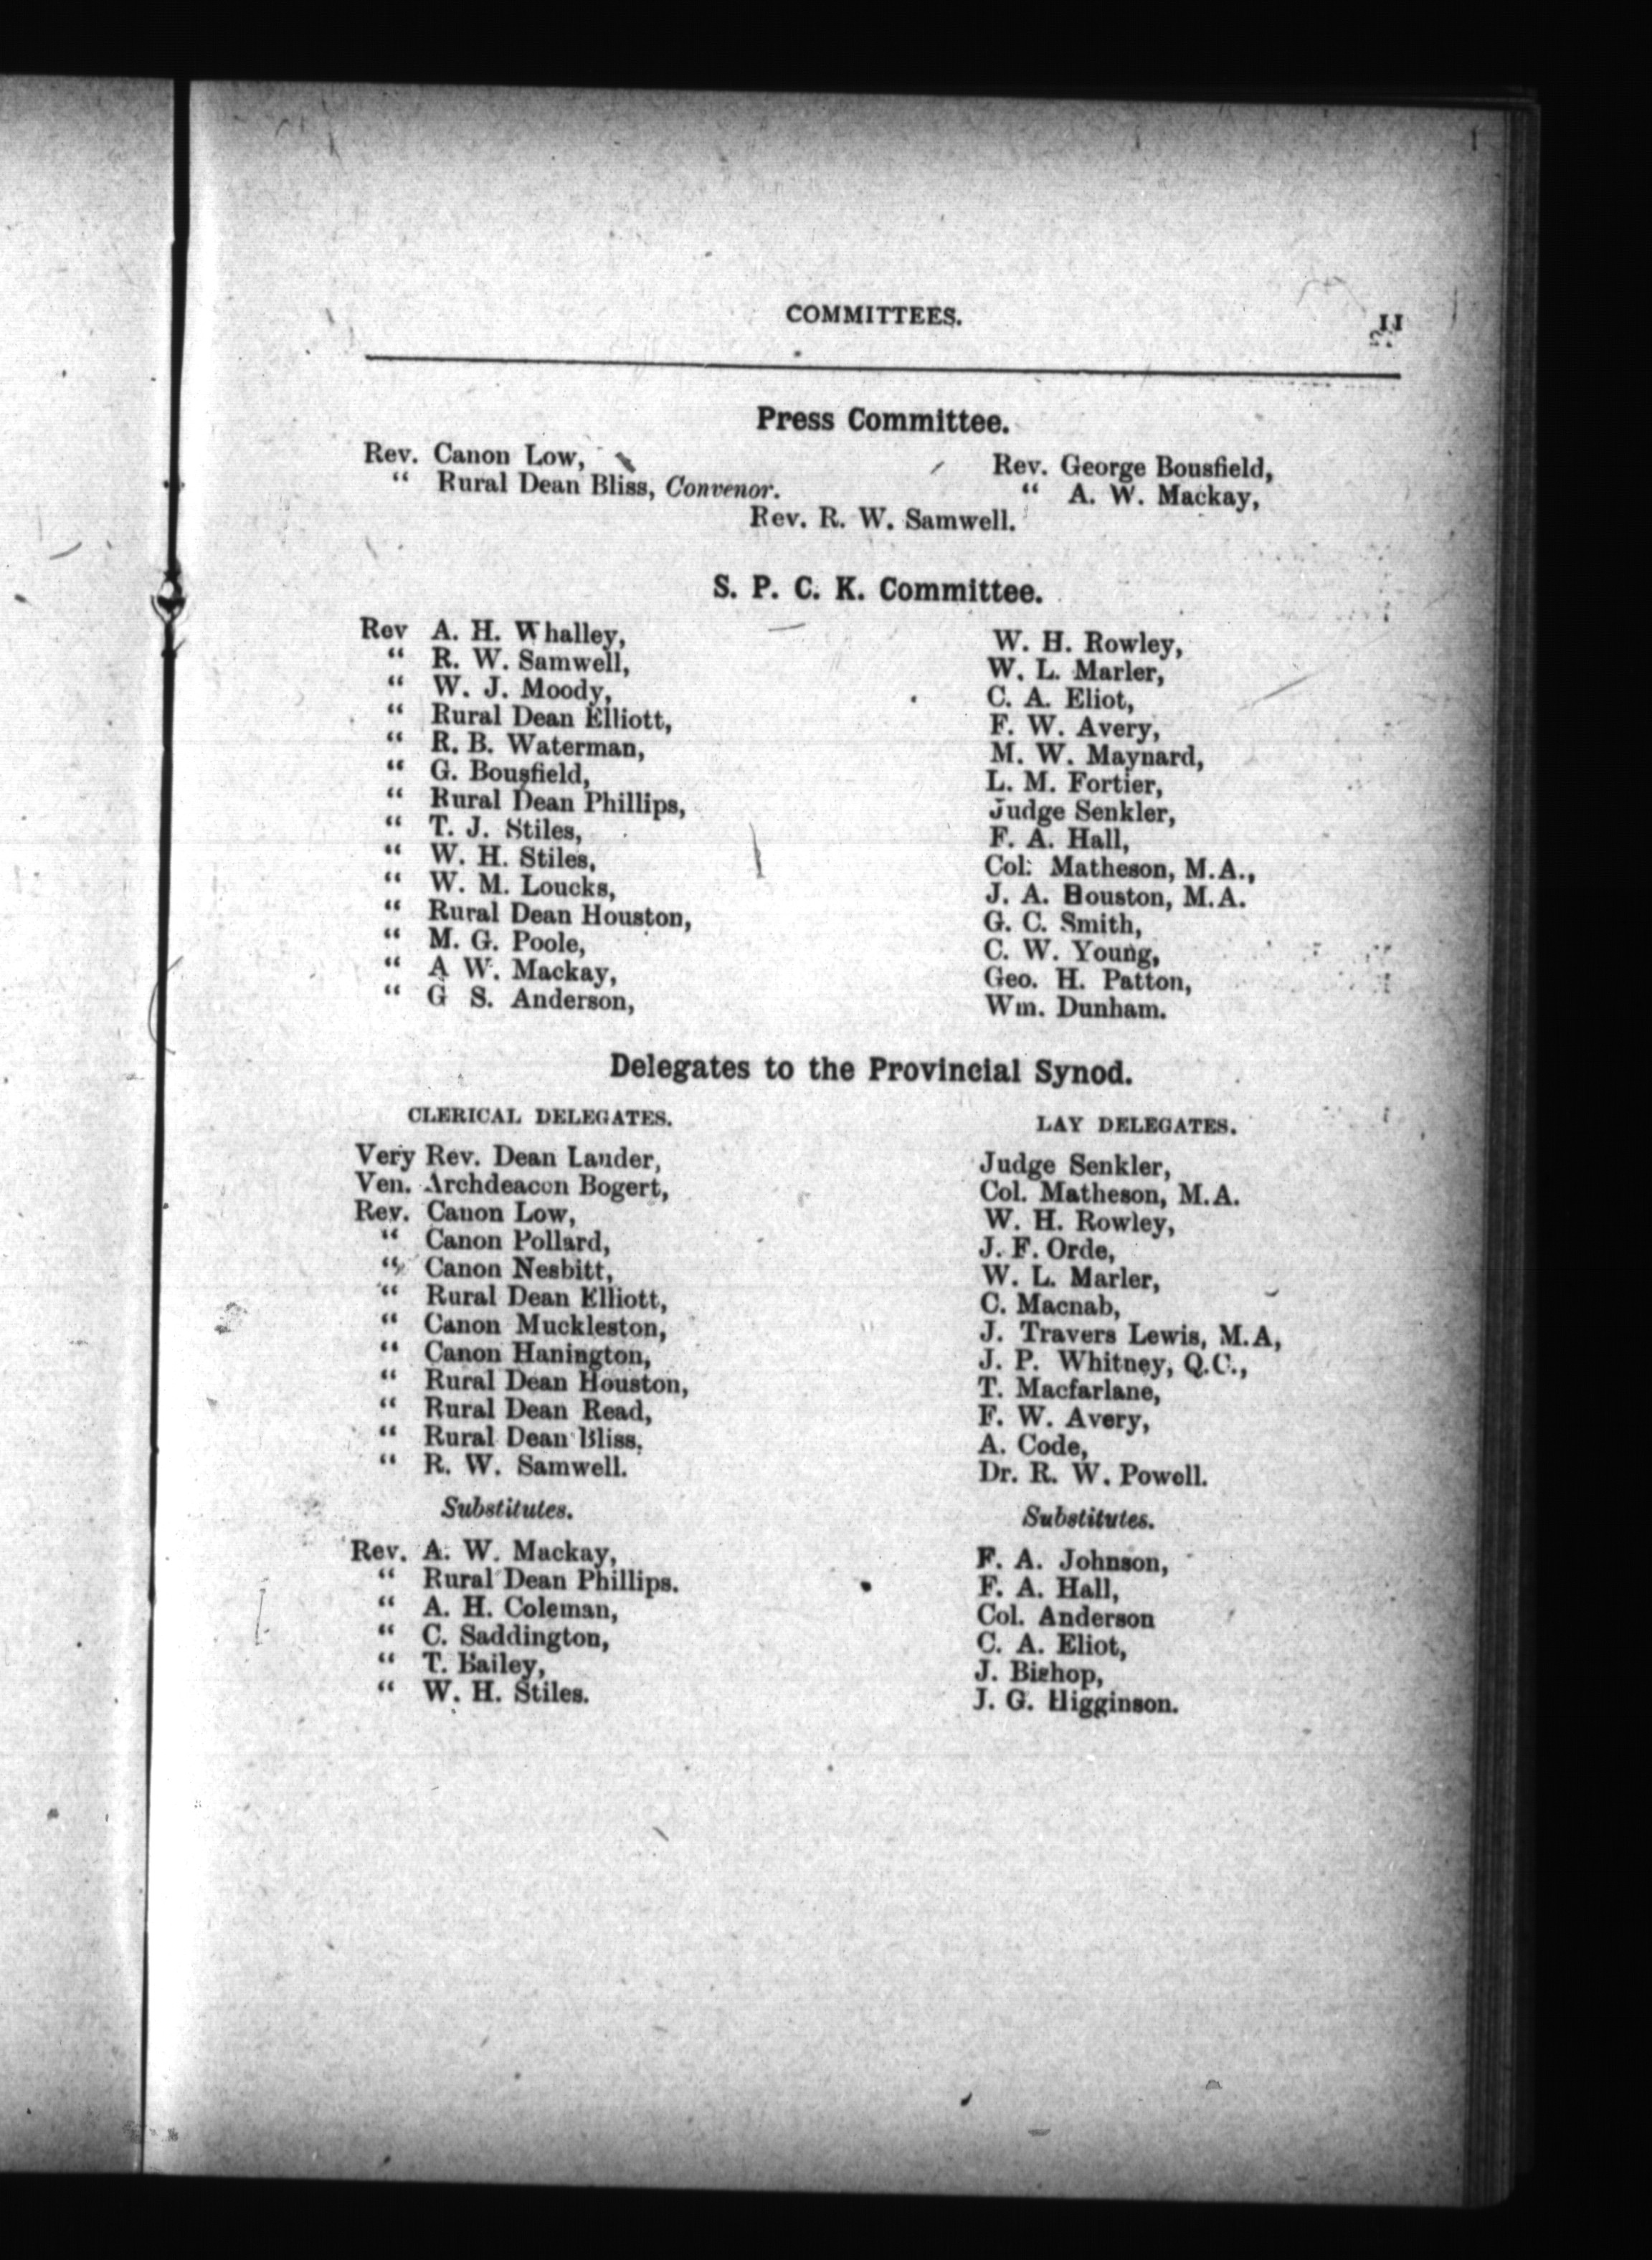 COMMITTEES.
11
Press Committee.
Rev. Canon Low,
“ Rural Dean Bliss, Convenor.
Rev. George Bousfield,
“ A. W. Mackay,
Rev. R. W. Samwell.
S. P. C. K. Committee.
Rev A. H. Whalley,
“ R. W. Samwell,
“ W. J. Moody,
“ Rural Dean Elliott,
“ R. B. Waterman,
“ G. Bousfield,
“ Rural Dean Phillips,
“ T. J. Stiles,
“ W. H. Stiles,
“ W. M. Loucks,
“ Rural Dean Houston,
“ M. G. Poole,
“ A W. Mackay,
“ G S. Anderson,
W. H. Rowley,
W. L. Marler,
C. A. Eliot,
F. W. Avery,
M. W. Maynard,
L. M. Fortier,
Judge Senkler,
F. A. Hall,
Col. Matheson, M.A.,
J. A. Houston, M.A.
G. C. Smith,
C. W. Young,
Geo. H. Patton,
Wm. Dunham.
Delegates to the Provincial Synod.
CLERICAL DELEGATES.
Very Rev. Dean Lauder,
Ven. Archdeacon Bogert,
Rev. Canon Low,
“ Canon Pollard,
“ Canon Nesbitt,
“ Rural Dean Elliott,
“ Canon Muckleston,
“ Canon Hanington,
“ Rural Dean Houston,
“ Rural Dean Read,
“ Rural Dean Bliss,
“ R. W. Samwell.
Substitutes.
Rev. A. W. Mackay,
“ Rural Dean Phillips.
“ A. H. Coleman,
“ C. Saddington,
“ T. Bailey,
“ W. H. Stiles.
LAY DELEGATES.
Judge Senkler,
Col. Matheson, M.A.
W. H. Rowley,
J. F. Orde,
W. L. Marler,
C. Macnab,
J. Travers Lewis, M.A,
J. P. Whitney, Q.C.,
T. Macfarlane,
F. W. Avery,
A. Code,
Dr. R. W. Powell.
Substitutes.
F. A. Johnson,
F. A. Hall,
Col. Anderson
C. A. Eliot,
J. Bishop,
J. G. Higginson.